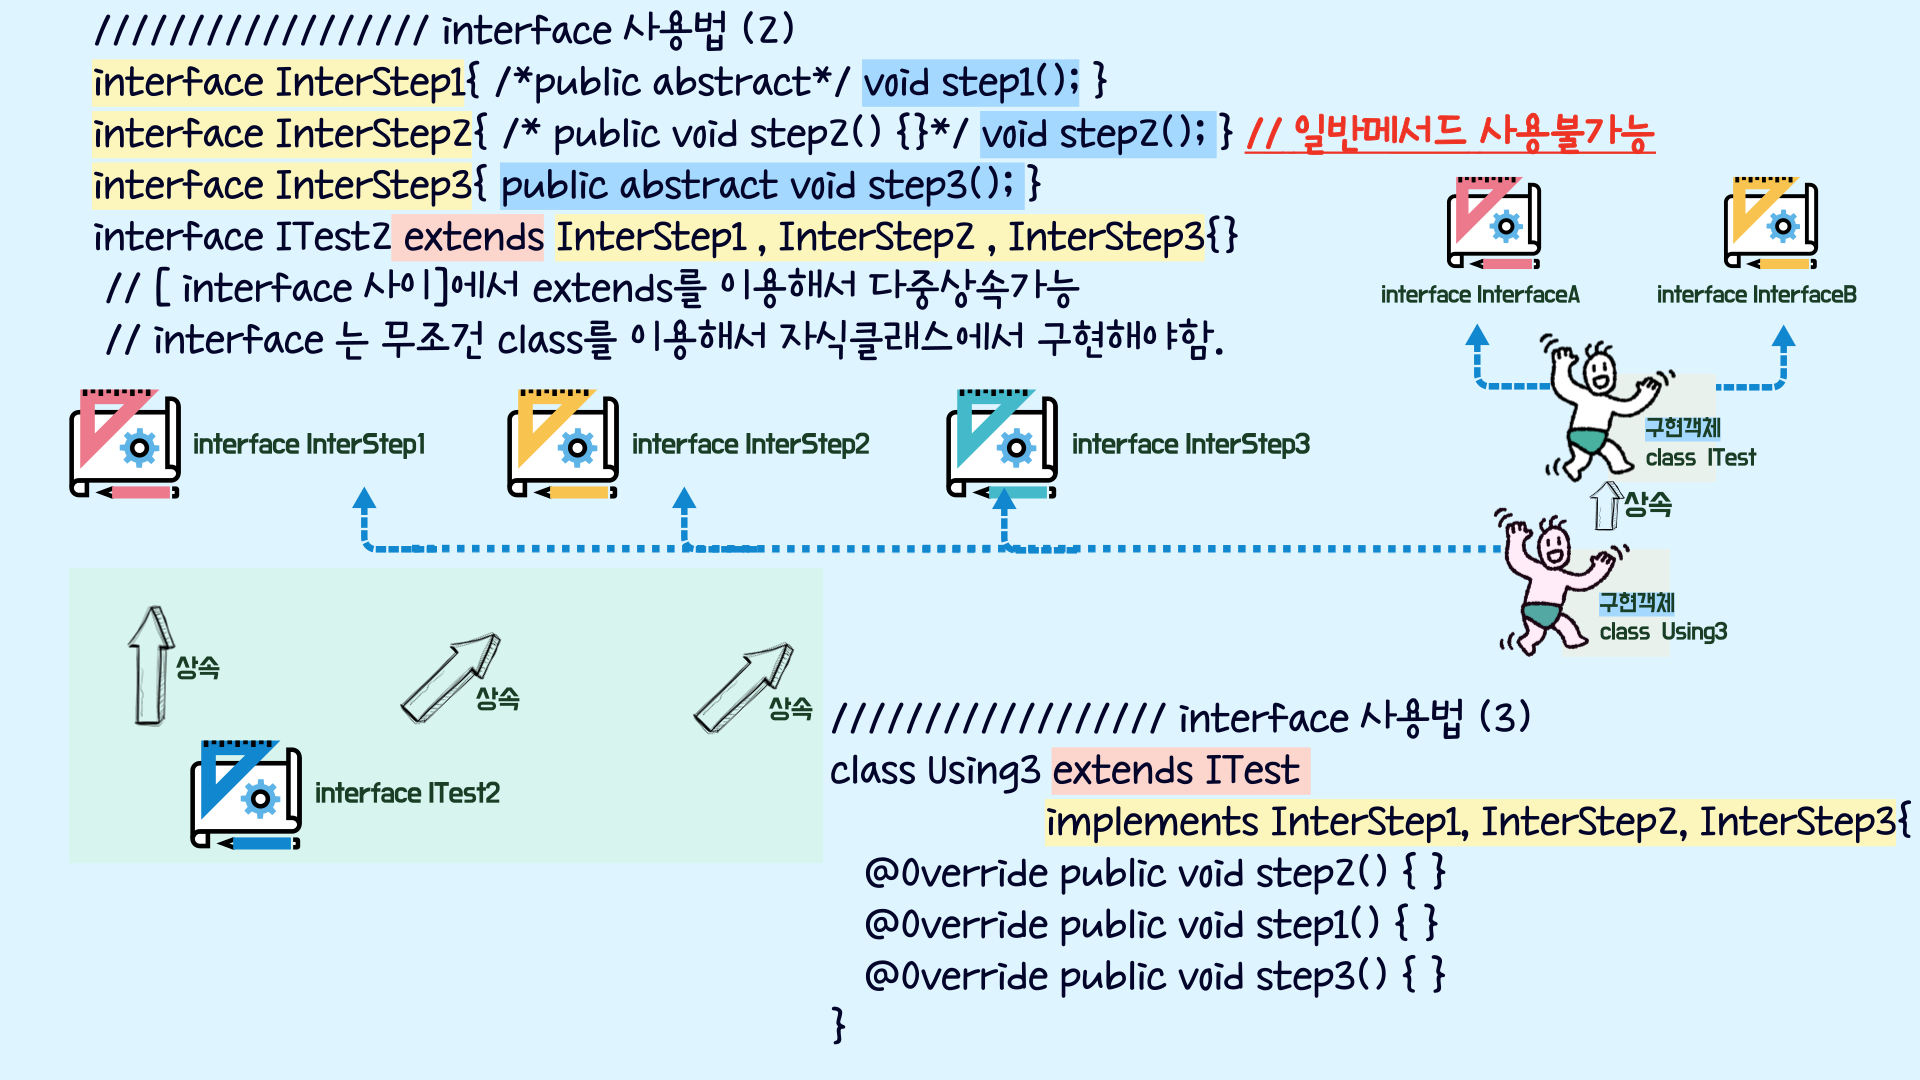 ////////////////// interface 사용법 (2)
interface InterStep1{ /*public abstract*/ void step1(); }
interface InterStep2{ /* public void step2() {}*/ void step2(); } // 일반메서드 사용불가능
interface InterStep3{ public abstract void step3(); }
interface ITest2 extends InterStep1 , InterStep2 , InterStep3{}
// [ interface 사이]에서 extends를 이용해서 다중상속가능
// interface 는 무조건 class를 이용해서 자식클래스에서 구현해야함.
interface InterfaceA
interface InterfaceB
구현객체
class ITest
상속
interface InterStep1
interface InterStep2
interface InterStep3
구현객체
class Using3
상속
상속
상속
interface ITest2
////////////////// interface 사용법 (3)
class Using3 extends ITest
implements InterStep1, InterStep2, InterStep3{
@Override public void step2() { }
@Override public void step1() { }
@Override public void step3() { }
}